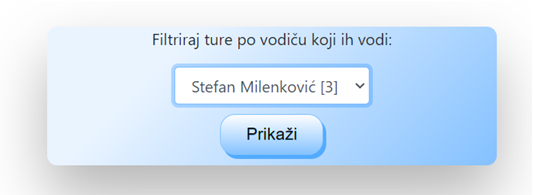 Filtriraj ture po vodiču koji ih vodi:
Stefan Milenković [3]
Prikaži